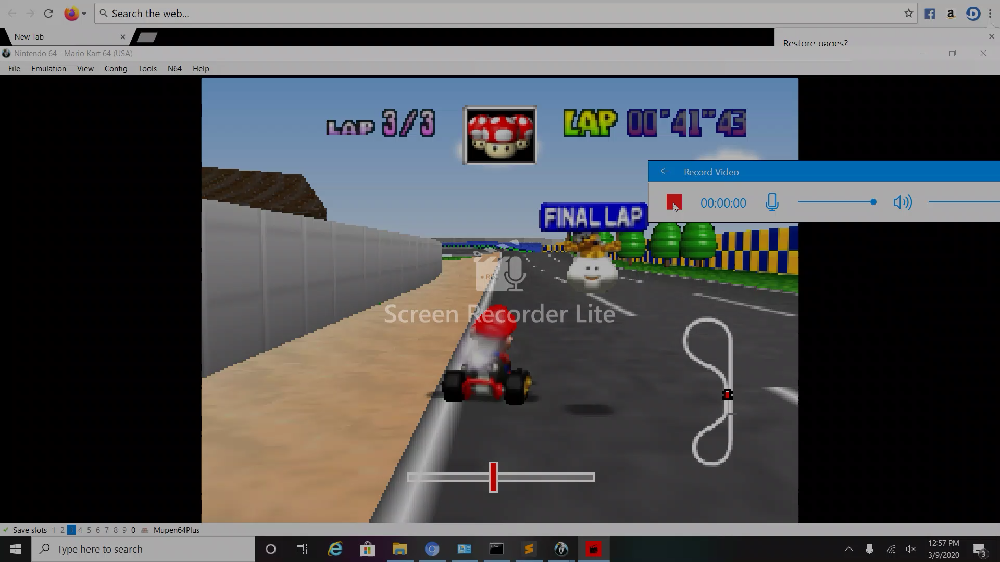 Search the web...
New Tab
Restore pages?
Nintendo 64 - Mario Kart 64 (USA)
File Emulation View Config Tools N64 Help
LAP 3/3
LAP 00'41"43
Record Video
00:00:00
FINAL LAP
REC
Screen Recorder Lite
Save slots 1 2 3 4 5 6 7 8 9 0 Mupen64Plus
Type here to search
12:57 PM
3/9/2020
3